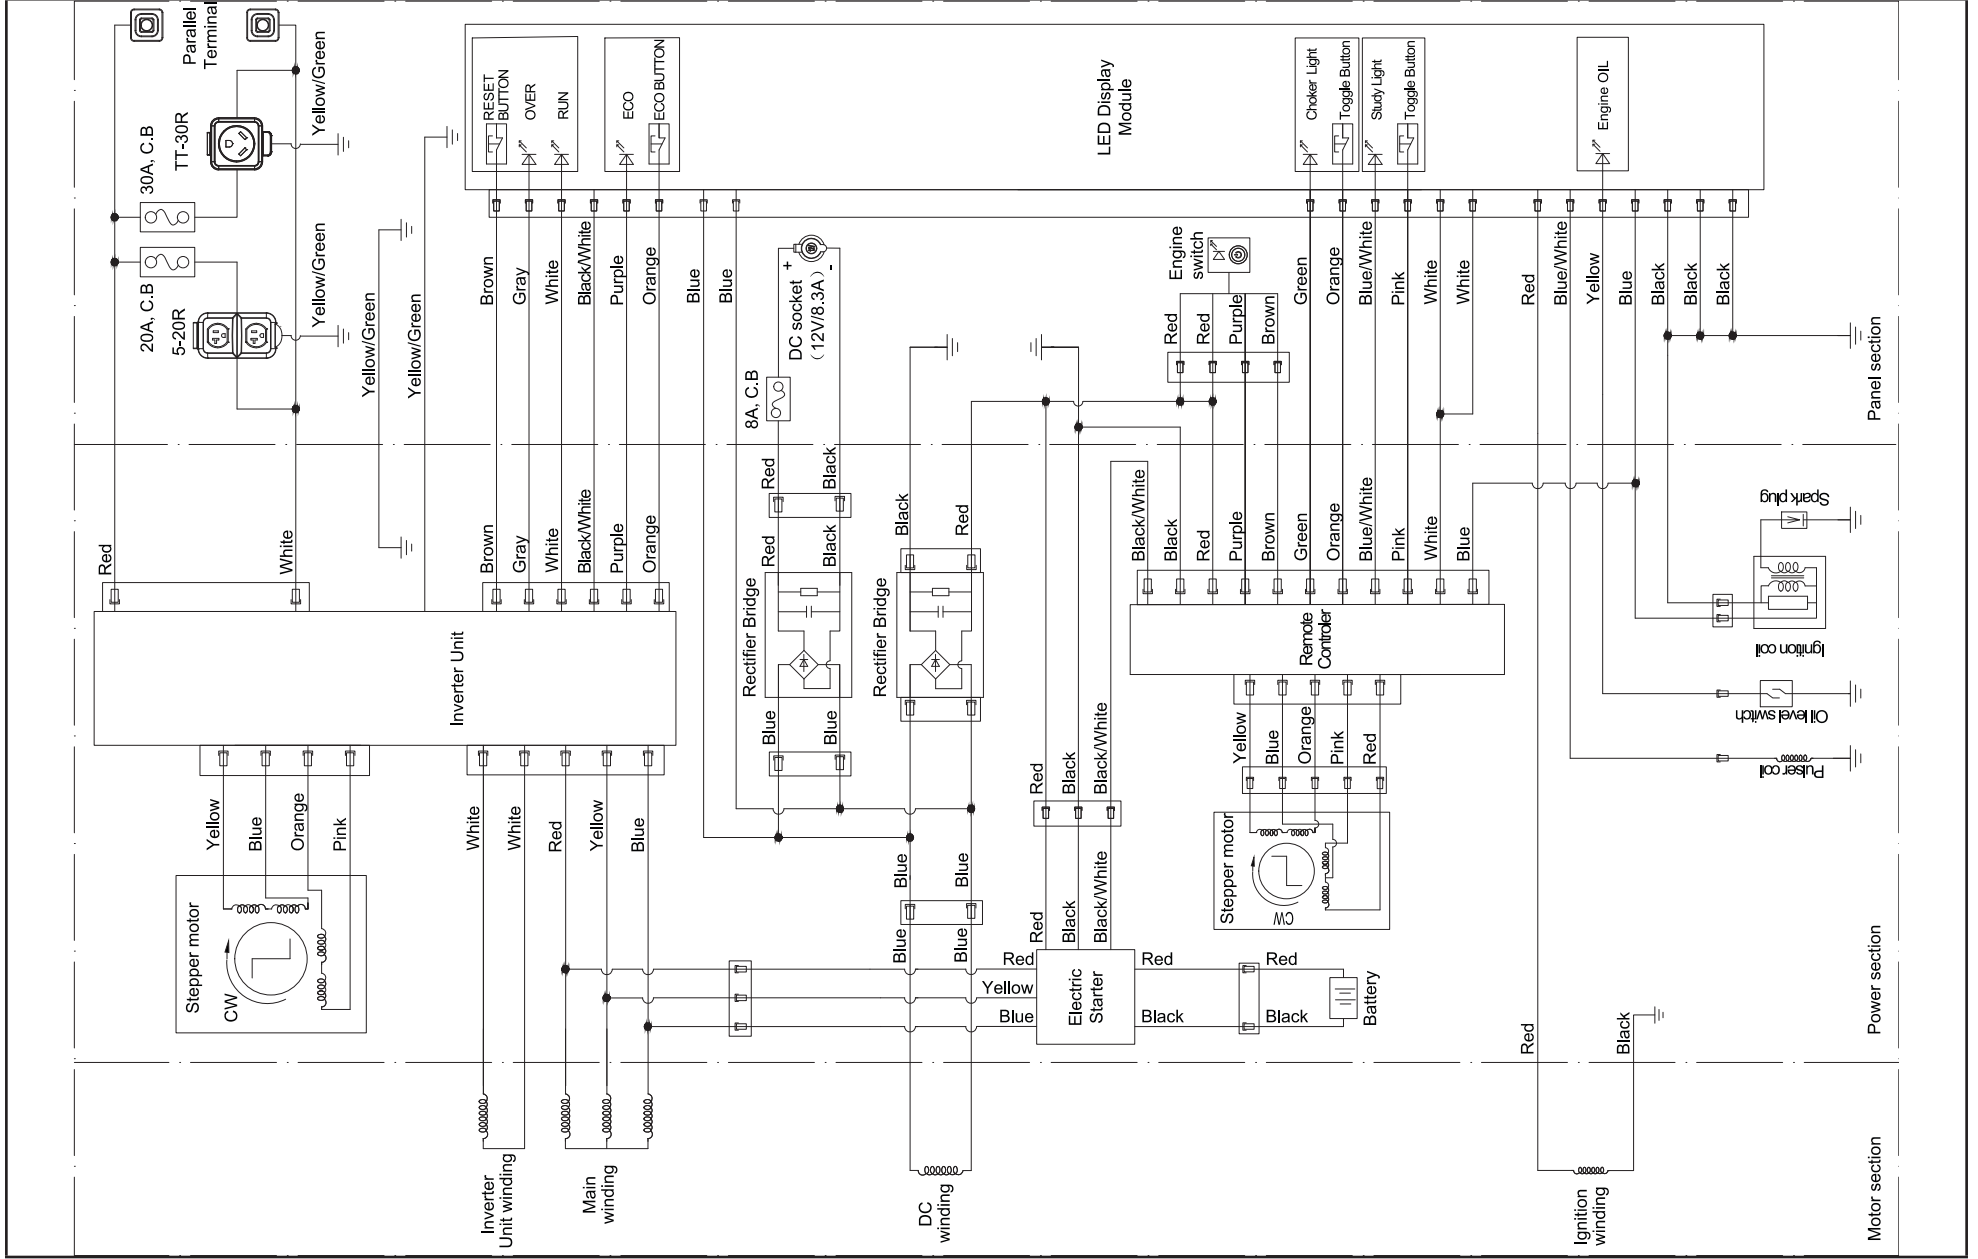 Parallel
Terminal
Yellow/Green
TT-30R
30A, C.B
20A, C.B
5-20R
Yellow/Green
Yellow/Green
Yellow/Green
RESET
BUTTON
OVER
RUN
ECO
ECO BUTTON
LED Display
Module
Choker Light
Toggle Button
Study Light
Toggle Button
Engine OIL
Brown
Gray
White
Black/White
Purple
Orange
Blue
Blue
DC socket
(12V/8.3A)
+
-
8A, C.B
Engine
switch
Red
Red
Purple
Brown
Green
Orange
Blue/White
Pink
White
White
Red
Blue/White
Yellow
Blue
Black
Black
Black
Panel section
Red
White
Brown
Gray
White
Black/White
Purple
Orange
Red
Black
Red
Black
Black
Red
Black/White
Black
Red
Purple
Brown
Green
Orange
Blue/White
Pink
White
Blue
Spark plug
Inverter Unit
Rectifier Bridge
Rectifier Bridge
Remote
Controler
Ignition coil
Oil level switch
Pulser coil
Blue
Blue
Yellow
Blue
Orange
Pink
White
White
Red
Yellow
Blue
Blue
Blue
Red
Black
Black/White
Yellow
Blue
Orange
Pink
Red
Stepper motor
CW
Stepper motor
CW
Blue
Blue
Red
Black
Black/White
Red
Yellow
Blue
Electric
Starter
Red
Black
Red
Black
Battery
Red
Black
Power section
Inverter
Unit winding
Main
winding
DC
winding
Ignition
winding
Motor section